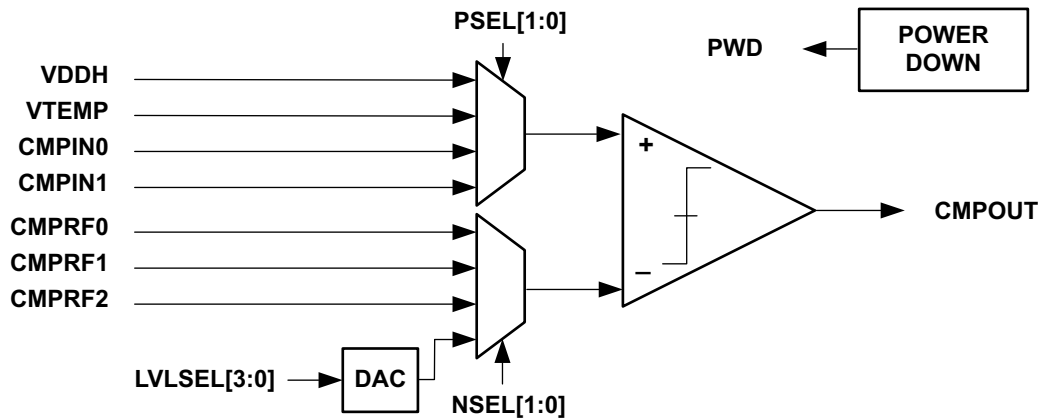 PSEL[1:0]
PWD
POWER
DOWN
VDDH
VTEMP
CMPIN0
CMPIN1
CMPRF0
CMPRF1
CMPRF2
+
−
CMPOUT
LVLSEL[3:0]
DAC
NSEL[1:0]